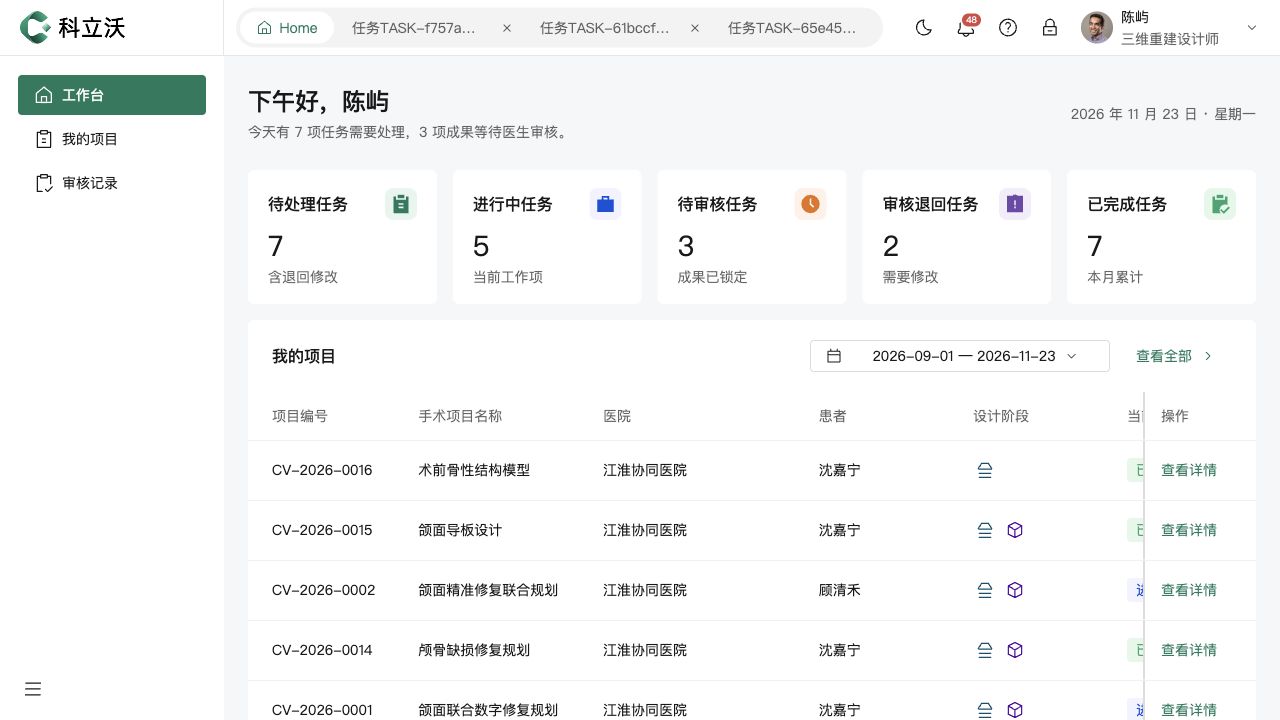 科立沃
Home
任务TASK-f757a...
任务TASK-61bccf...
任务TASK-65e45...
48
陈屿
三维重建设计师
工作台
我的项目
审核记录
下午好，陈屿
今天有 7 项任务需要处理，3 项成果等待医生审核。
2026 年 11 月 23 日 · 星期一
待处理任务
7
含退回修改
进行中任务
5
当前工作项
待审核任务
3
成果已锁定
审核退回任务
2
需要修改
已完成任务
7
本月累计
我的项目
2026-09-01 — 2026-11-23
查看全部
项目编号 手术项目名称 医院 患者 设计阶段 操作
CV-2026-0016 术前骨性结构模型 江淮协同医院 沈嘉宁 查看详情
CV-2026-0015 颌面导板设计 江淮协同医院 沈嘉宁 查看详情
CV-2026-0002 颌面精准修复联合规划 江淮协同医院 顾清禾 查看详情
CV-2026-0014 颅骨缺损修复规划 江淮协同医院 沈嘉宁 查看详情
CV-2026-0001 颌面联合数字修复规划 江淮协同医院 沈嘉宁 查看详情